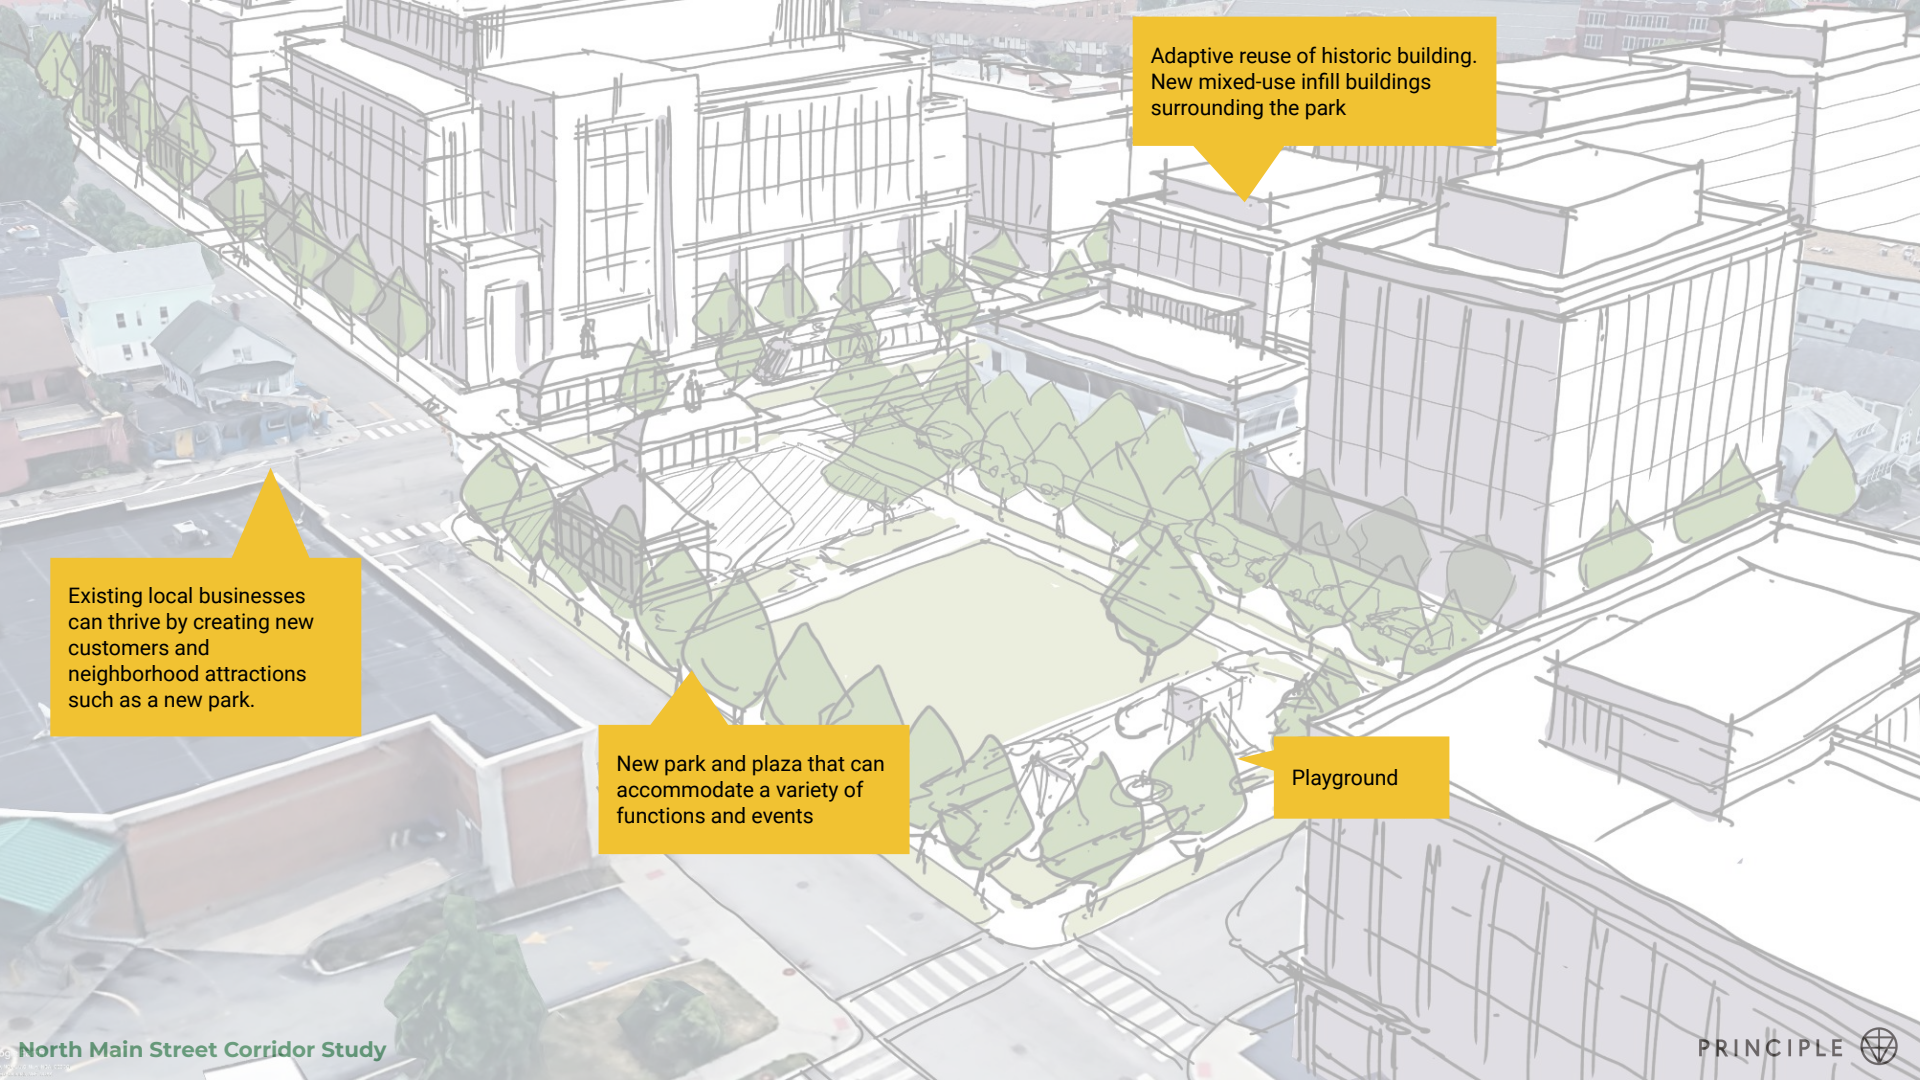 Adaptive reuse of historic building.
New mixed-use infill buildings
surrounding the park
Existing local businesses
can thrive by creating new
customers and
neighborhood attractions
such as a new park.
New park and plaza that can
accommodate a variety of
functions and events
Playground
North Main Street Corridor Study
PRINCIPLE